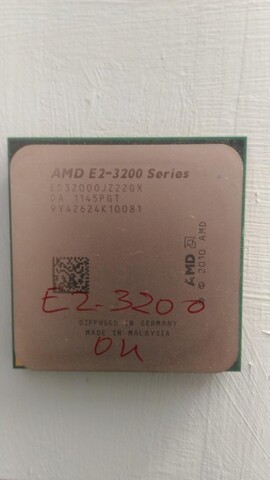 AMD E2-3200 Series
ED3200OJZ22GX
DA 1145PGT
9V42624K10081
AMD
© 2010 AMD
E2-3200
DIFFUSED IN GERMANY
MADE IN MALAYSIA
OK